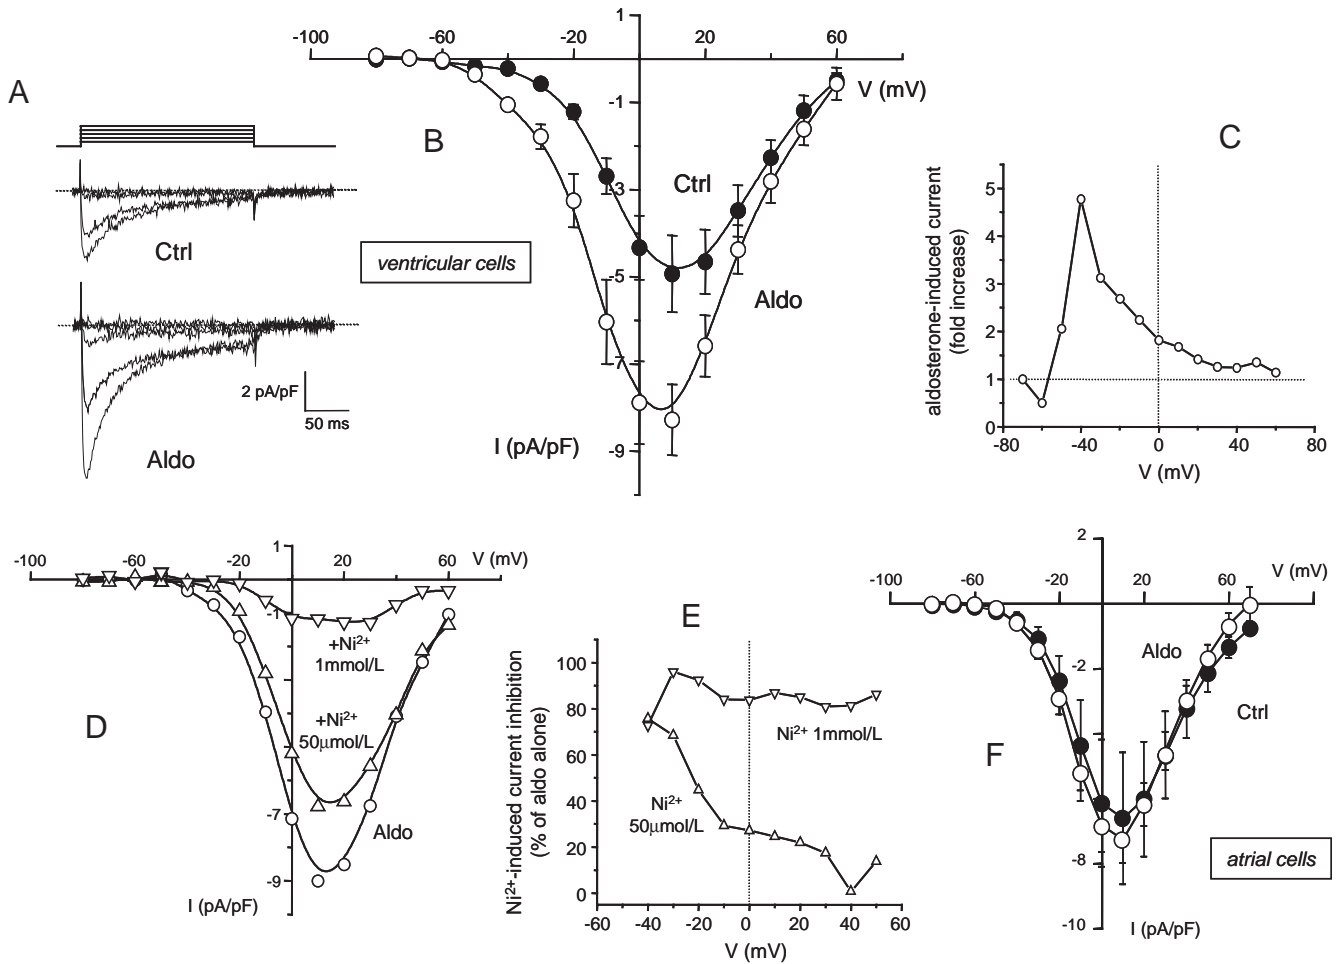 A
Ctrl
2 pA/pF
50 ms
Aldo
B
1
-100 -60 -20 20 60
V (mV)
-1
-3
-5
-7
-9
Ctrl
Aldo
I (pA/pF)
ventricular cells
C
aldosterone-induced current
(fold increase)
5
4
3
2
1
0
-80 -40 0 40 80
V (mV)
D
1
-100 -60 -20 20 60
V (mV)
-1
-7
-9
+Ni²⁺
1mmol/L
+Ni²⁺
50µmol/L
Aldo
I (pA/pF)
E
Ni²⁺-induced current inhibition
(% of aldo alone)
100
80
60
40
20
0
-60 -40 -20 0 20 40 60
V (mV)
Ni²⁺ 1mmol/L
Ni²⁺
50µmol/L
F
2
-100 -60 -20 20 60
V (mV)
-2
-8
-10
Aldo
Ctrl
I (pA/pF)
atrial cells